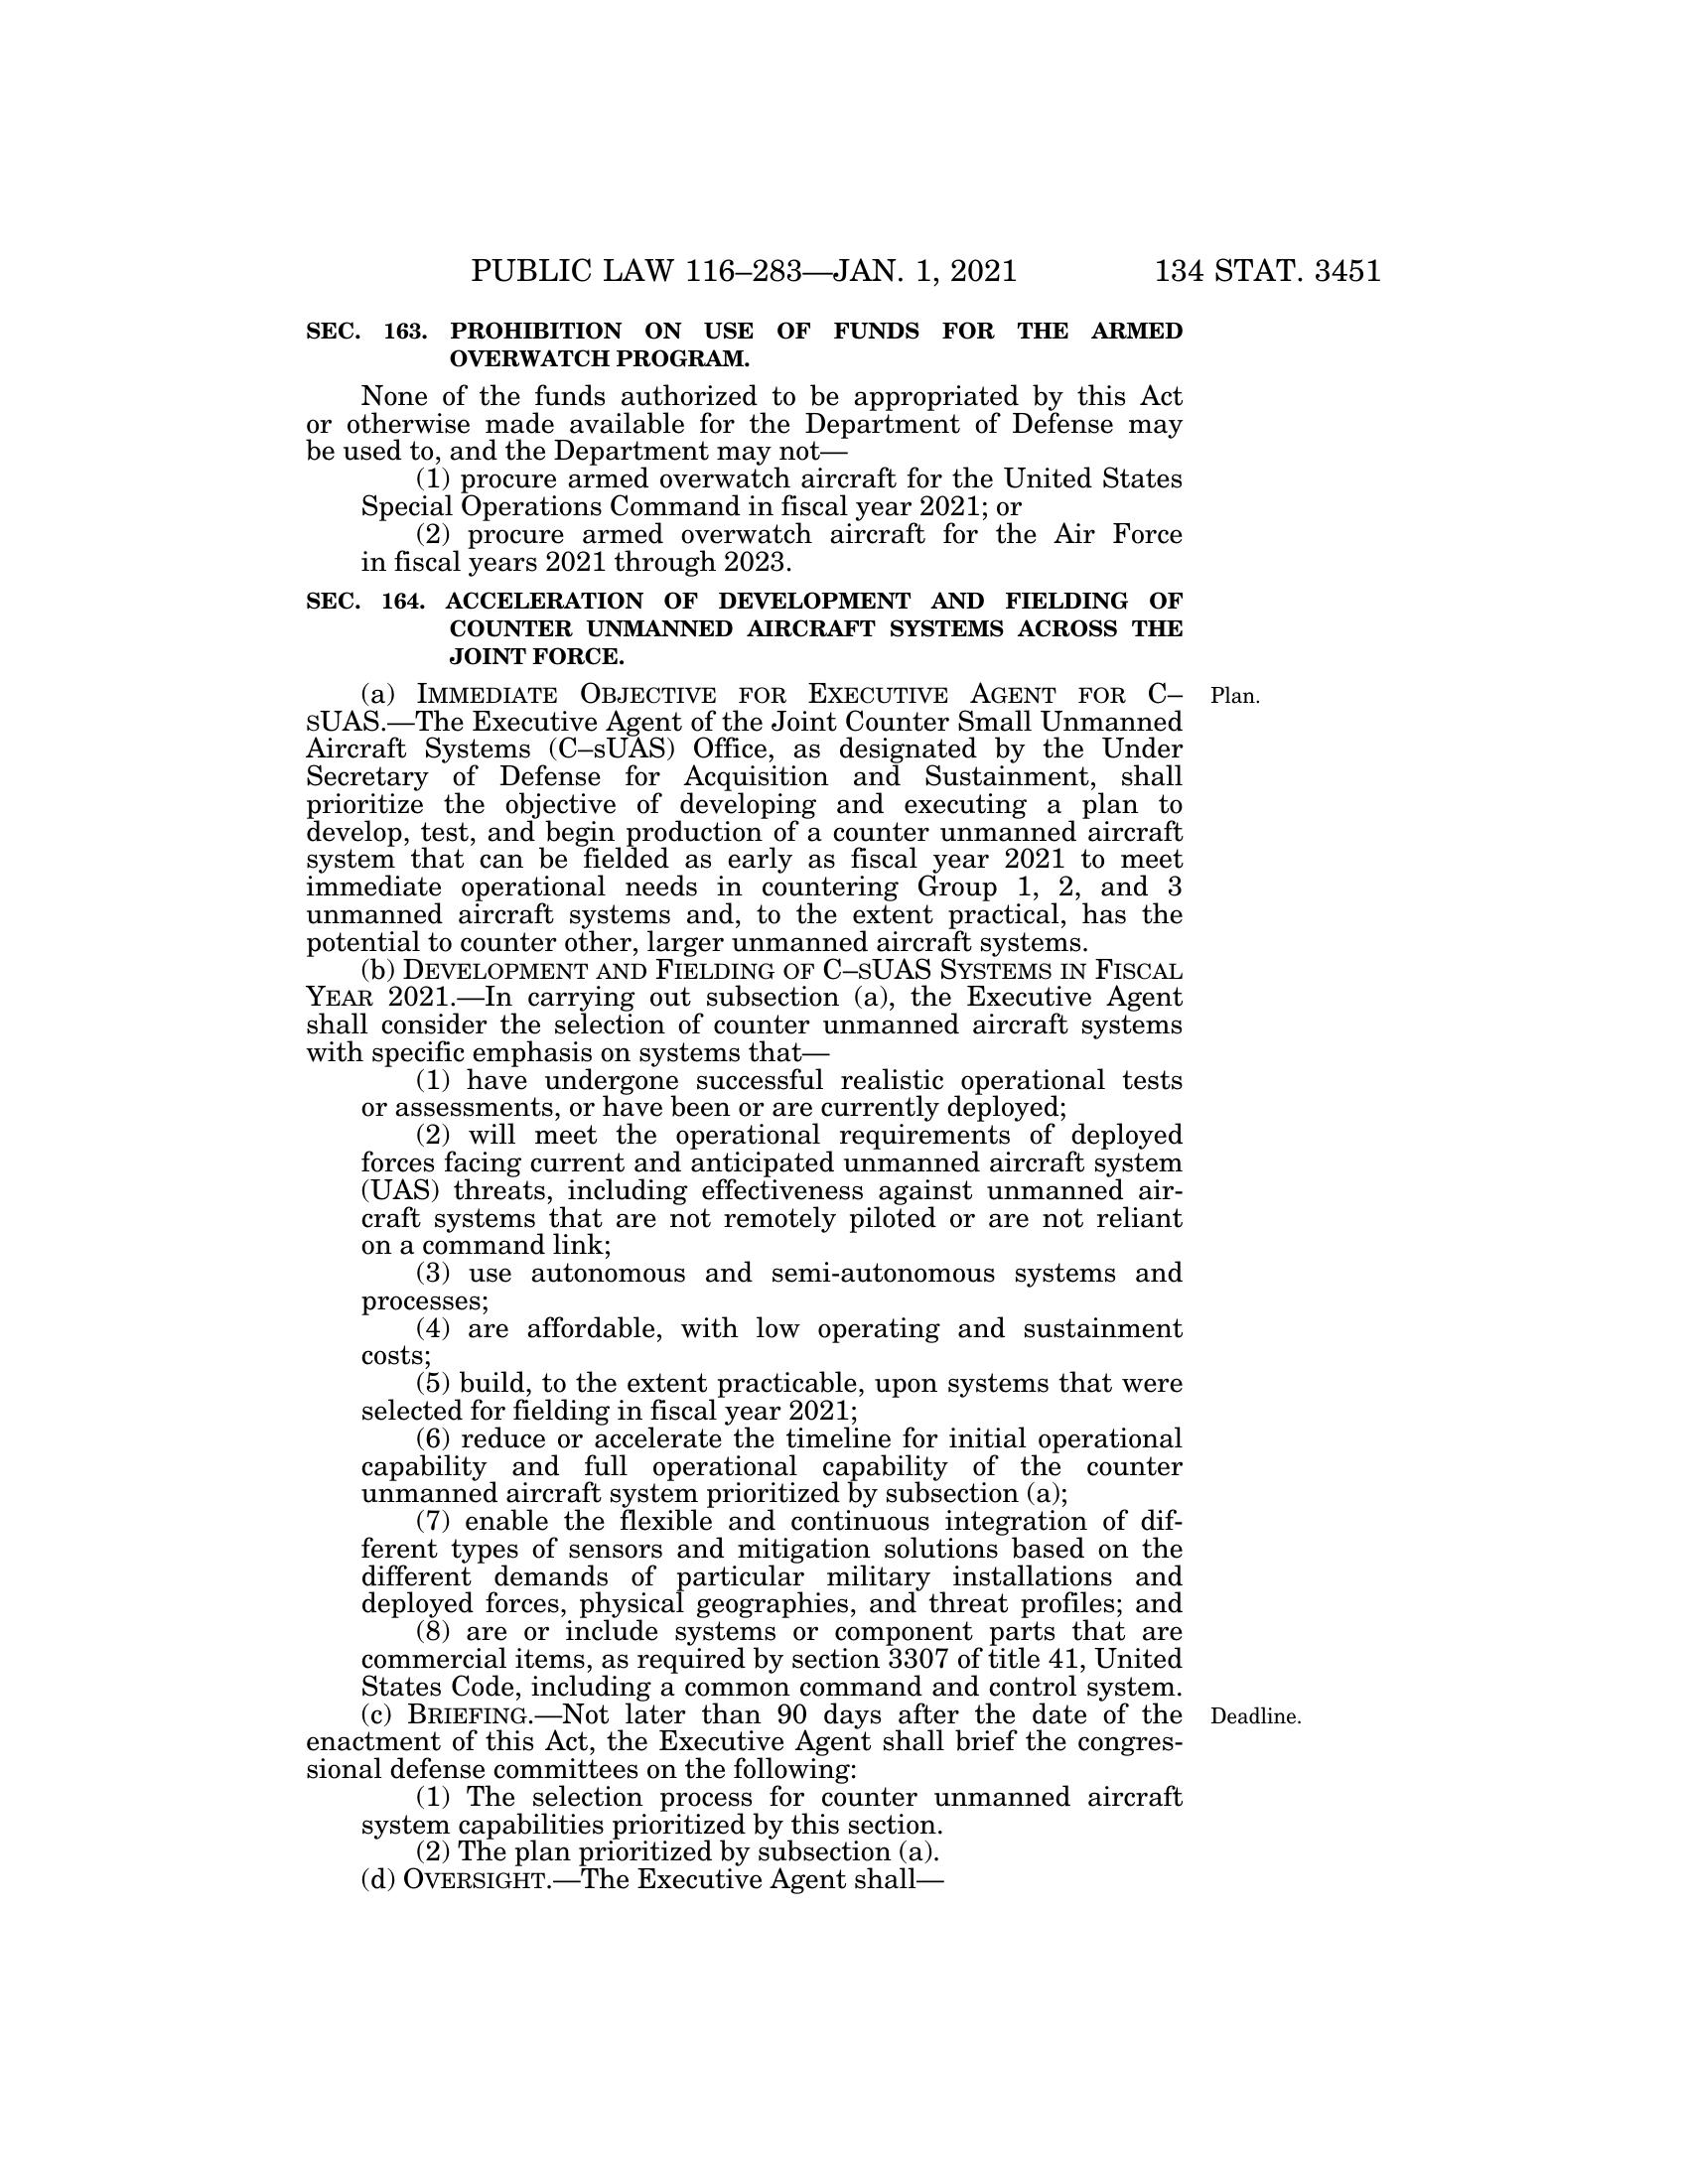 PUBLIC LAW 116–283—JAN. 1, 2021 134 STAT. 3451
SEC. 163. PROHIBITION ON USE OF FUNDS FOR THE ARMED
OVERWATCH PROGRAM.
None of the funds authorized to be appropriated by this Act
or otherwise made available for the Department of Defense may
be used to, and the Department may not—
(1) procure armed overwatch aircraft for the United States
Special Operations Command in fiscal year 2021; or
(2) procure armed overwatch aircraft for the Air Force
in fiscal years 2021 through 2023.
SEC. 164. ACCELERATION OF DEVELOPMENT AND FIELDING OF
COUNTER UNMANNED AIRCRAFT SYSTEMS ACROSS THE
JOINT FORCE.
(a) IMMEDIATE OBJECTIVE FOR EXECUTIVE AGENT FOR C– Plan.
SUAS.—The Executive Agent of the Joint Counter Small Unmanned
Aircraft Systems (C–sUAS) Office, as designated by the Under
Secretary of Defense for Acquisition and Sustainment, shall
prioritize the objective of developing and executing a plan to
develop, test, and begin production of a counter unmanned aircraft
system that can be fielded as early as fiscal year 2021 to meet
immediate operational needs in countering Group 1, 2, and 3
unmanned aircraft systems and, to the extent practical, has the
potential to counter other, larger unmanned aircraft systems.
(b) DEVELOPMENT AND FIELDING OF C–SUAS SYSTEMS IN FISCAL
YEAR 2021.—In carrying out subsection (a), the Executive Agent
shall consider the selection of counter unmanned aircraft systems
with specific emphasis on systems that—
(1) have undergone successful realistic operational tests
or assessments, or have been or are currently deployed;
(2) will meet the operational requirements of deployed
forces facing current and anticipated unmanned aircraft system
(UAS) threats, including effectiveness against unmanned air-
craft systems that are not remotely piloted or are not reliant
on a command link;
(3) use autonomous and semi-autonomous systems and
processes;
(4) are affordable, with low operating and sustainment
costs;
(5) build, to the extent practicable, upon systems that were
selected for fielding in fiscal year 2021;
(6) reduce or accelerate the timeline for initial operational
capability and full operational capability of the counter
unmanned aircraft system prioritized by subsection (a);
(7) enable the flexible and continuous integration of dif-
ferent types of sensors and mitigation solutions based on the
different demands of particular military installations and
deployed forces, physical geographies, and threat profiles; and
(8) are or include systems or component parts that are
commercial items, as required by section 3307 of title 41, United
States Code, including a common command and control system.
(c) BRIEFING.—Not later than 90 days after the date of the Deadline.
enactment of this Act, the Executive Agent shall brief the congres-
sional defense committees on the following:
(1) The selection process for counter unmanned aircraft
system capabilities prioritized by this section.
(2) The plan prioritized by subsection (a).
(d) OVERSIGHT.—The Executive Agent shall—